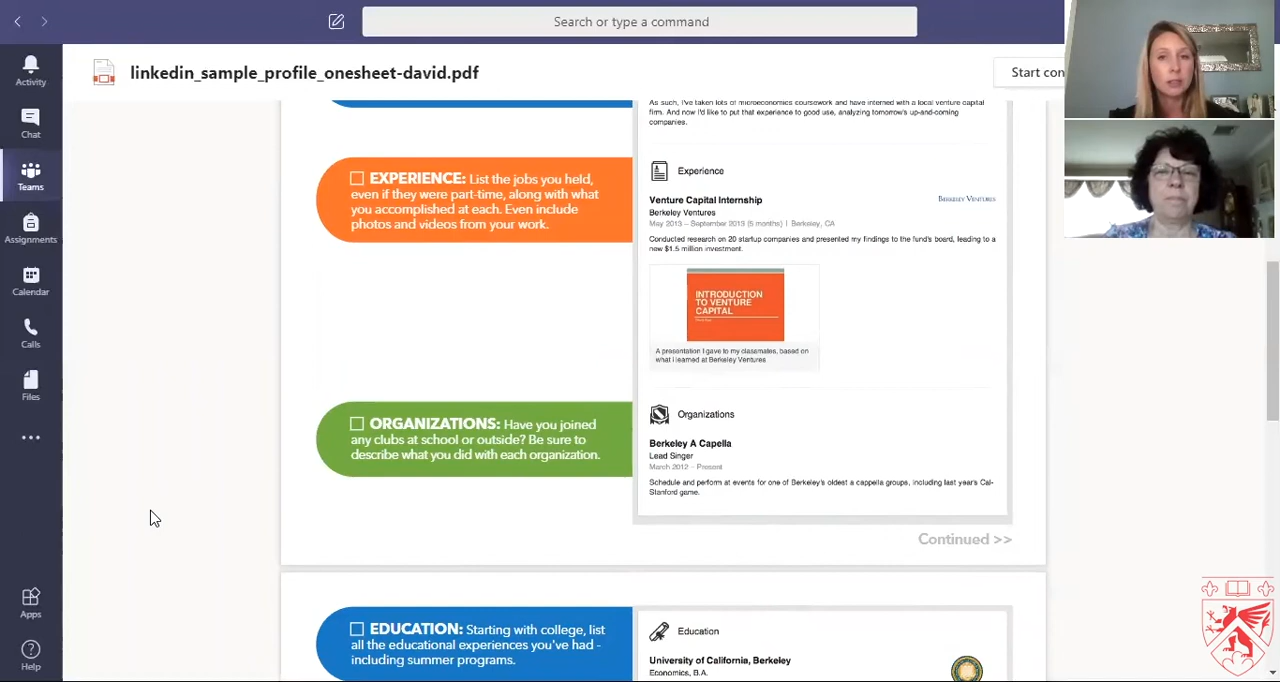 Search or type a command
Activity
Chat
Teams
Assignments
Calendar
Calls
Files
Apps
Help
linkedin_sample_profile_onesheet-david.pdf
Start con
As such, I've taken lots of microeconomics coursework and have interned with a local venture capital
firm. And now I'd like to put that experience to good use, analyzing tomorrow's up-and-coming
companies.
EXPERIENCE: List the jobs you held,
even if they were part-time, along with what
you accomplished at each. Even include
photos and videos from your work.
Experience
Venture Capital Internship
Berkeley Ventures
May 2013 – September 2013 (5 months) | Berkeley, CA
BERKELEY VENTURES
Conducted research on 20 startup companies and presented my findings to the fund's board, leading to a
new $1.5 million investment.
INTRODUCTION
TO VENTURE
CAPITAL
A presentation I gave to my classmates, based on
what I learned at Berkeley Ventures
ORGANIZATIONS: Have you joined
any clubs at school or outside? Be sure to
describe what you did with each organization.
Organizations
Berkeley A Capella
Lead Singer
March 2012 – Present
Schedule and perform at events for one of Berkeley's oldest a cappella groups, including last year's Cal-
Stanford game.
Continued >>
EDUCATION: Starting with college, list
all the educational experiences you've had -
including summer programs.
Education
University of California, Berkeley
Economics, B.A.